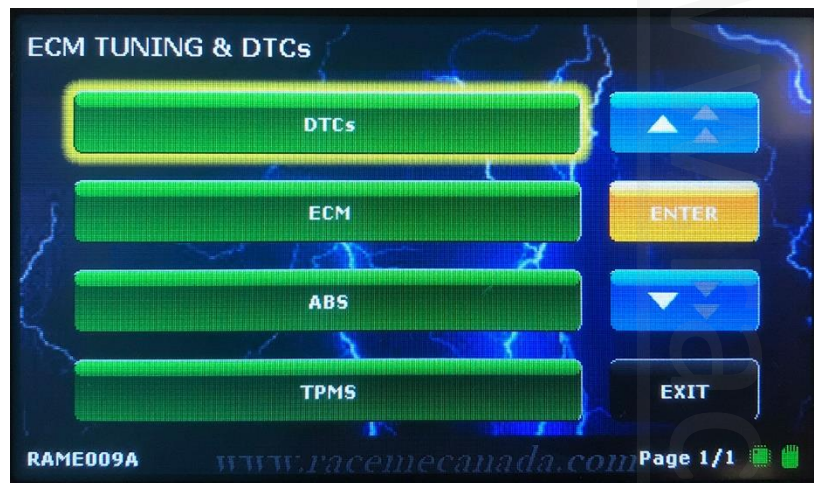 ECM TUNING & DTCs
DTCs
ECM
ENTER
ABS
TPMS
EXIT
RAME009A
www.racemecanada.com
Page 1/1